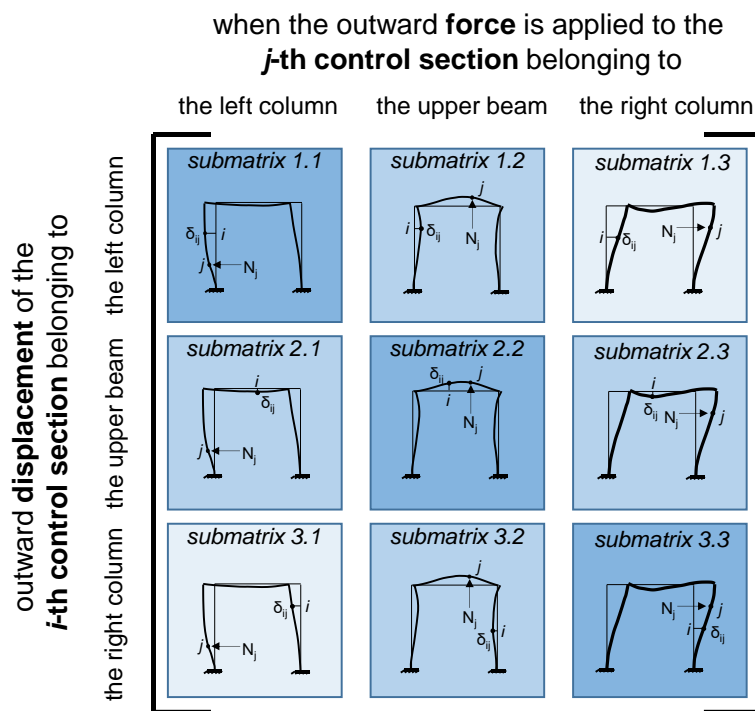 when the outward force is applied to the
j-th control section belonging to
the left column
the upper beam
the right column
outward displacement of the
i-th control section belonging to
the left column
submatrix 1.1
δij
i
j
Nj
submatrix 1.2
j
i
δij
Nj
submatrix 1.3
Nj
j
i
δij
the upper beam
submatrix 2.1
i
δij
j
Nj
submatrix 2.2
δij
j
i
Nj
submatrix 2.3
i
δij
Nj
j
the right column
submatrix 3.1
δij
i
j
Nj
submatrix 3.2
j
Nj
i
δij
submatrix 3.3
Nj
j
i
δij